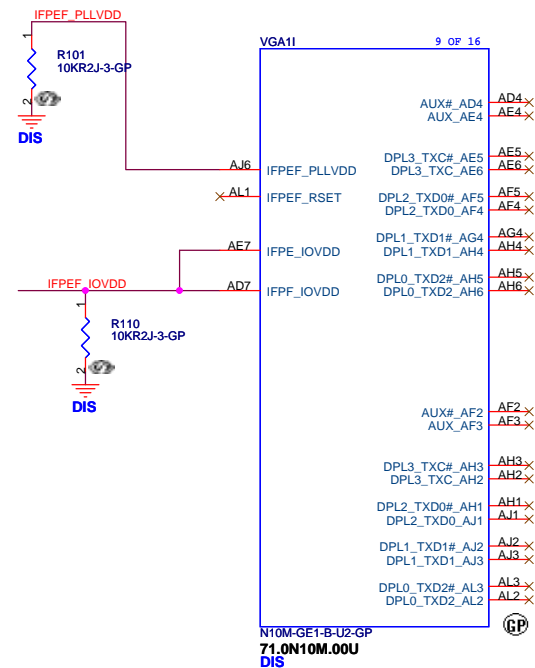 IFPEF_PLLVDD
1
R101
10KR2J-3-GP
2
DIS
VGA1I
9 OF 16
AJ6 IFPEF_PLLVDD
AL1 IFPEF_RSET
AE7 IFPE_IOVDD
AD7 IFPF_IOVDD
IFPEF_IOVDD
1
R110
10KR2J-3-GP
2
DIS
AUX#_AD4 AD4
AUX_AE4 AE4
DPL3_TXC#_AE5 AE5
DPL3_TXC_AE6 AE6
DPL2_TXD0#_AF5 AF5
DPL2_TXD0_AF4 AF4
DPL1_TXD1#_AG4 AG4
DPL1_TXD1_AH4 AH4
DPL0_TXD2#_AH5 AH5
DPL0_TXD2_AH6 AH6
AUX#_AF2 AF2
AUX_AF3 AF3
DPL3_TXC#_AH3 AH3
DPL3_TXC_AH2 AH2
DPL2_TXD0#_AH1 AH1
DPL2_TXD0_AJ1 AJ1
DPL1_TXD1#_AJ2 AJ2
DPL1_TXD1_AJ3 AJ3
DPL0_TXD2#_AL3 AL3
DPL0_TXD2_AL2 AL2
GP
N10M-GE1-B-U2-GP
71.0N10M.00U
DIS